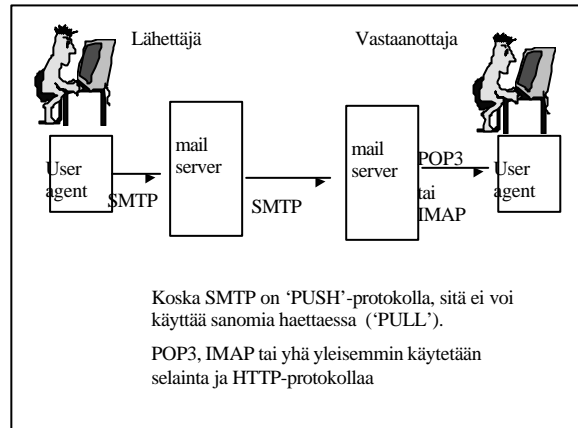 Lähettäjä
Vastaanottaja
User
agent
SMTP
mail
server
SMTP
mail
server
POP3
tai
IMAP
User
agent
Koska SMTP on ‘PUSH’-protokolla, sitä ei voi
käyttää sanomia haettaessa (‘PULL’).
POP3, IMAP tai yhä yleisemmin käytetään
selainta ja HTTP-protokollaa